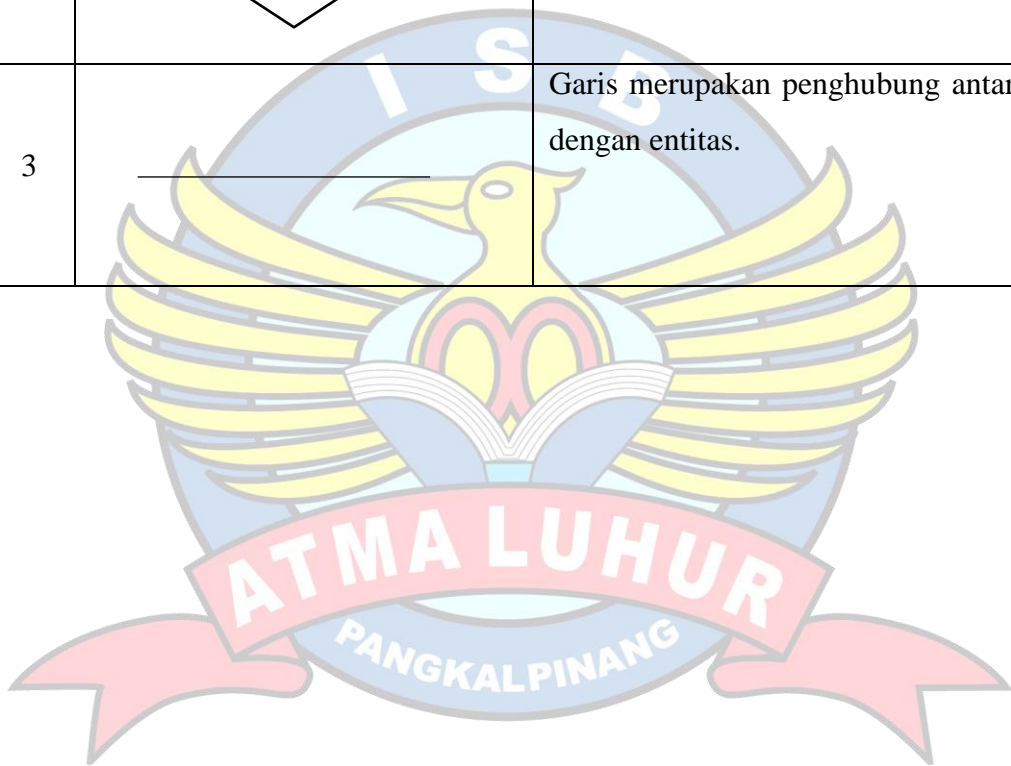 I S B
Garis merupakan penghubung antar
dengan entitas.
3
ATMA LUHUR
PANGKALPINANG